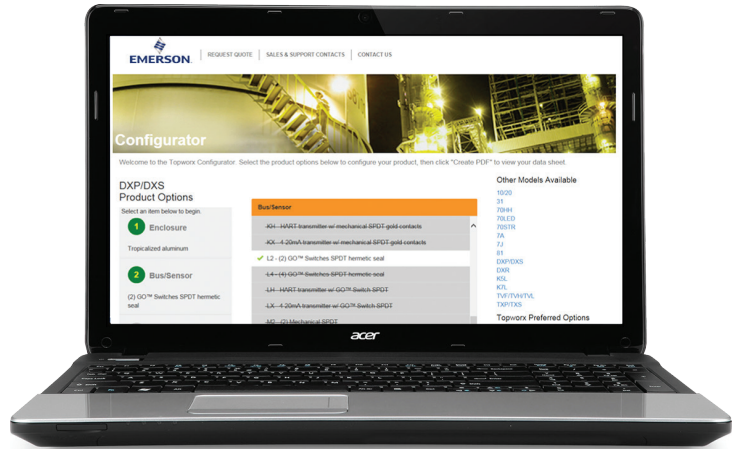 EMERSON
REQUEST QUOTE
SALES & SUPPORT CONTACTS
CONTACT US
Configurator
Welcome to the Topworx Configurator. Select the product options below to configure your product, then click "Create PDF" to view your data sheet.
DXP/DXS
Product Options
Select an item below to begin.
1 Enclosure
Tropicalized aluminum
2 Bus/Sensor
(2) GO™ Switches SPDT hermetic
seal
Bus/Sensor
KH - HART transmitter w/ mechanical SPDT gold contacts
KX - 4-20mA transmitter w/ mechanical SPDT gold contacts
L2 - (2) GO™ Switches SPDT hermetic seal
L4 - (4) GO™ Switches SPDT hermetic seal
LH - HART transmitter w/ GO™ Switch SPDT
LX - 4-20mA transmitter w/ GO™ Switch SPDT
M2 - (2) Mechanical SPDT
Other Models Available
10/20
31
70HH
70LED
70STR
7A
7J
81
DXP/DXS
DXR
K5L
K7L
TVF/TVH/TVL
TXP/TXS
Topworx Preferred Options
acer